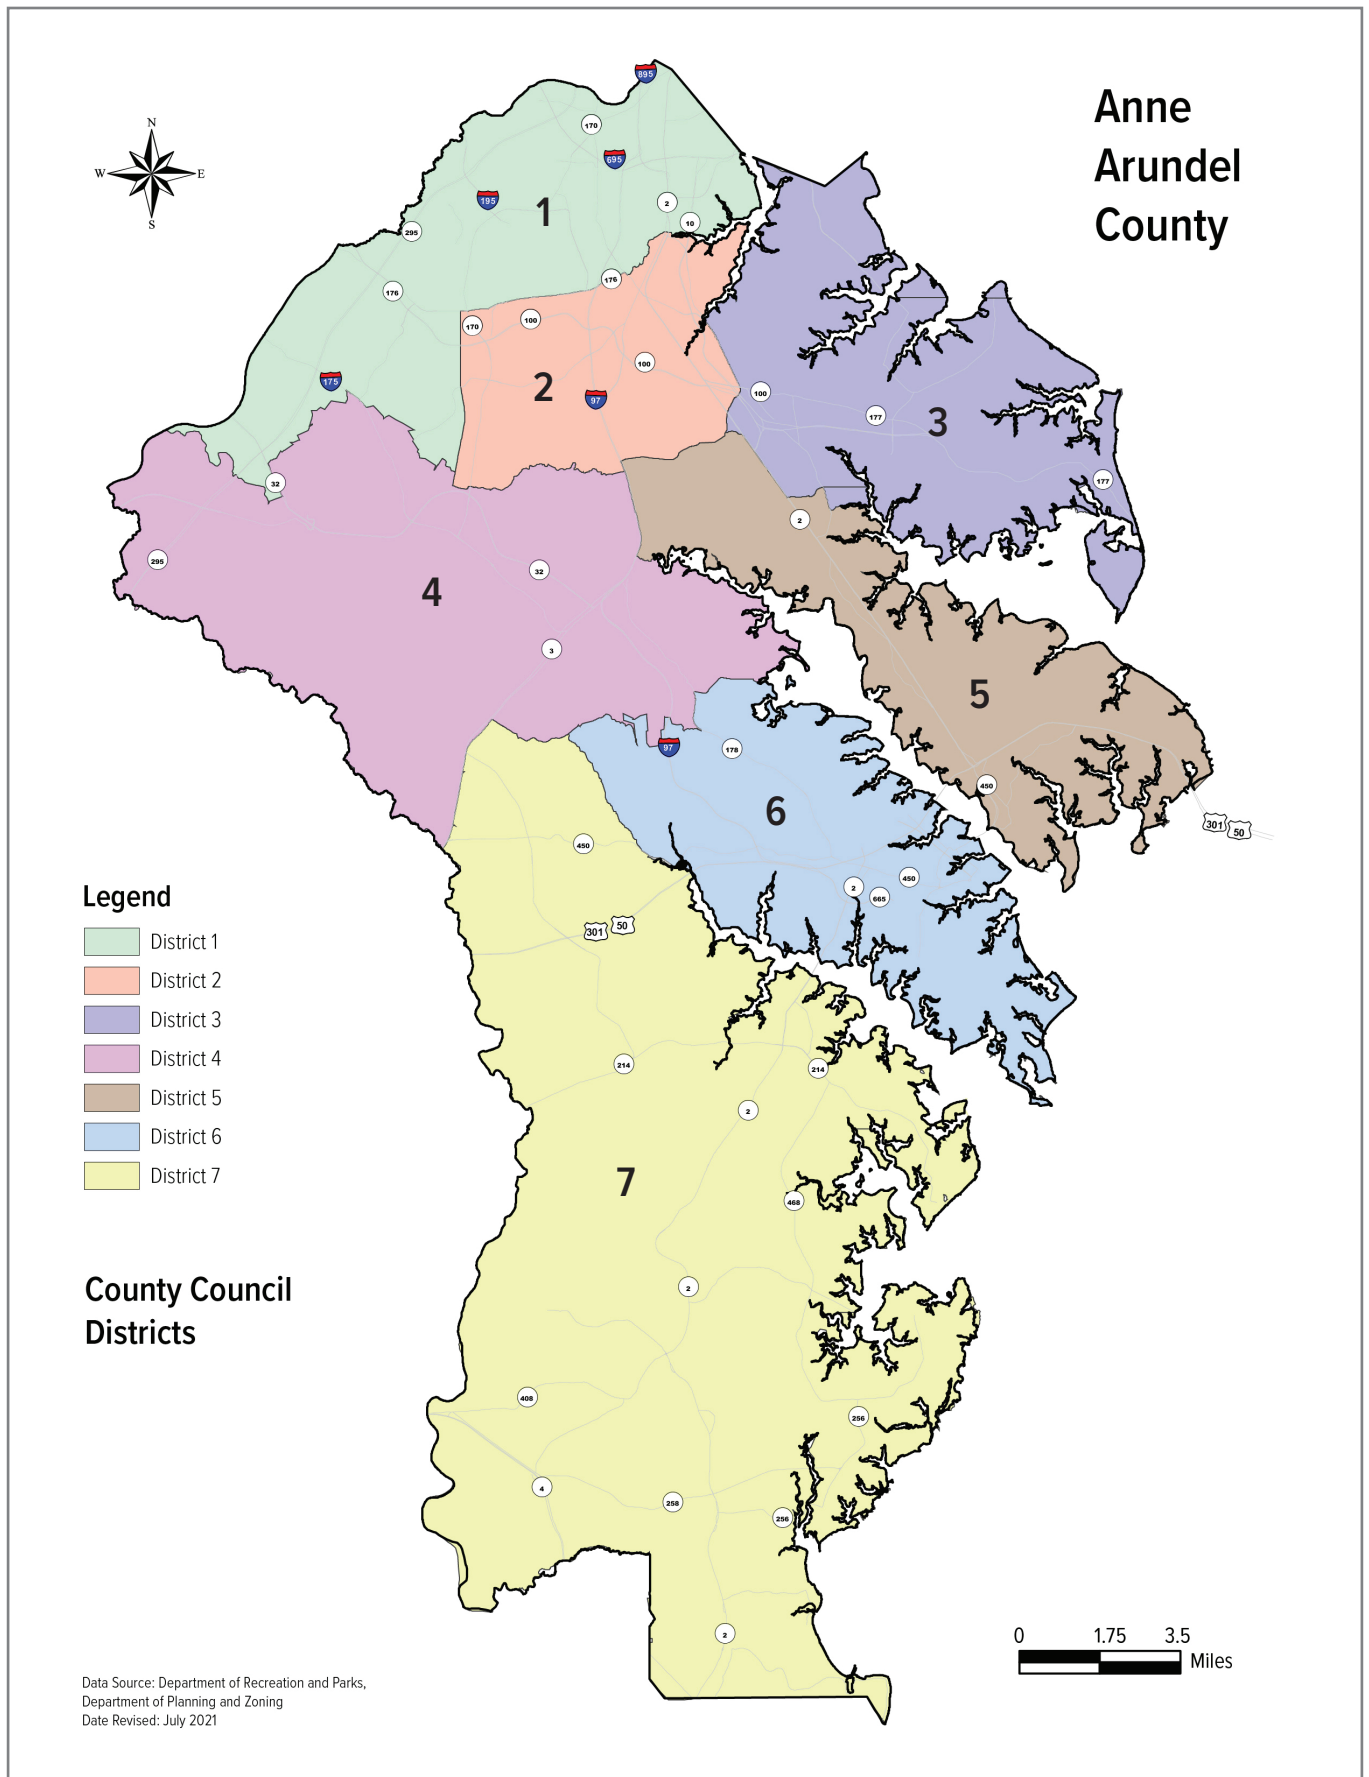 Anne
Arundel
County
N
W
E
S
895
170
695
195
1
2
10
295
176
176
170
100
100
2
97
175
100
177
3
177
32
2
295
32
4
3
5
97
178
6
450
301
50
450
450
2
665
301
50
214
214
2
7
468
2
408
256
4
258
256
2
Legend
District 1
District 2
District 3
District 4
District 5
District 6
District 7
County Council
Districts
0 1.75 3.5
Miles
Data Source: Department of Recreation and Parks,
Department of Planning and Zoning
Date Revised: July 2021